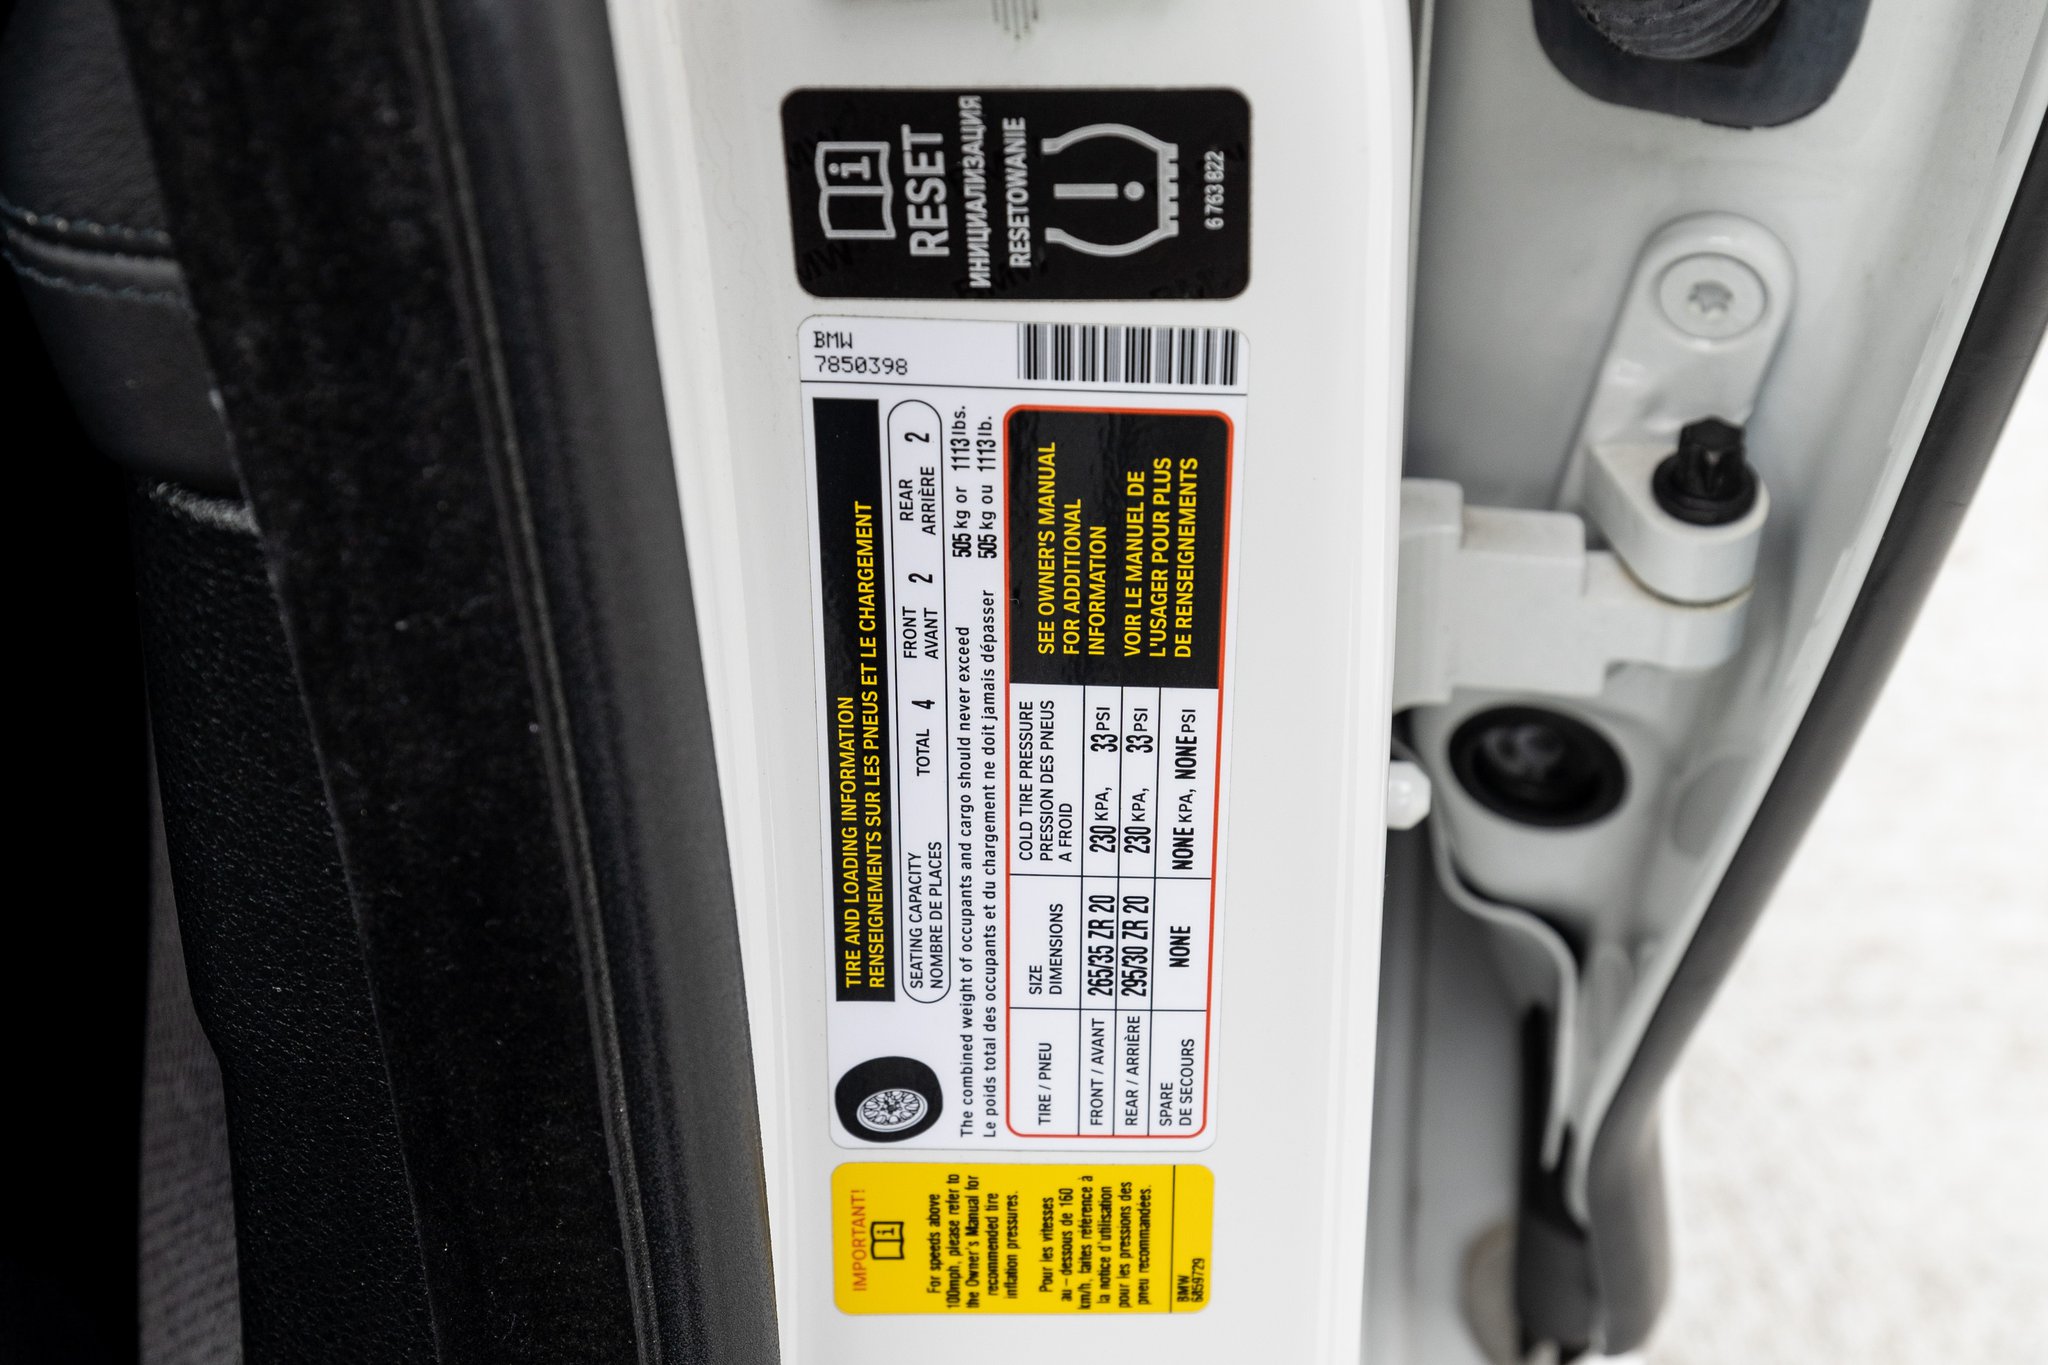 RESET
ИНИЦИАЛИЗАЦИЯ
RESETOWANIE
6 763 822
BMW
7850398
TIRE AND LOADING INFORMATION
RENSEIGNEMENTS SUR LES PNEUS ET LE CHARGEMENT
SEATING CAPACITY
NOMBRE DE PLACES
TOTAL 4
FRONT
AVANT 2
REAR
ARRIÈRE 2
The combined weight of occupants and cargo should never exceed 505 kg or 1113 lbs.
Le poids total des occupants et du chargement ne doit jamais dépasser 505 kg ou 1113 lb.
TIRE / PNEU
SIZE
DIMENSIONS
COLD TIRE PRESSURE
PRESSION DES PNEUS
A FROID
FRONT / AVANT 265/35 ZR 20 230 KPA, 33 PSI
REAR / ARRIÈRE 295/30 ZR 20 230 KPA, 33 PSI
SPARE
DE SECOURS NONE NONE KPA, NONE PSI
SEE OWNER'S MANUAL
FOR ADDITIONAL
INFORMATION
VOIR LE MANUEL DE
L'USAGER POUR PLUS
DE RENSEIGNEMENTS
IMPORTANT!
For speeds above
100mph, please refer to
the Owner's Manual for
recommended tire
inflation pressures.
Pour les vitesses
au – dessous de 160
km/h, faites référence à
la notice d'utilisation
pour les pressions des
pneu recommandées.
BMW
6859729